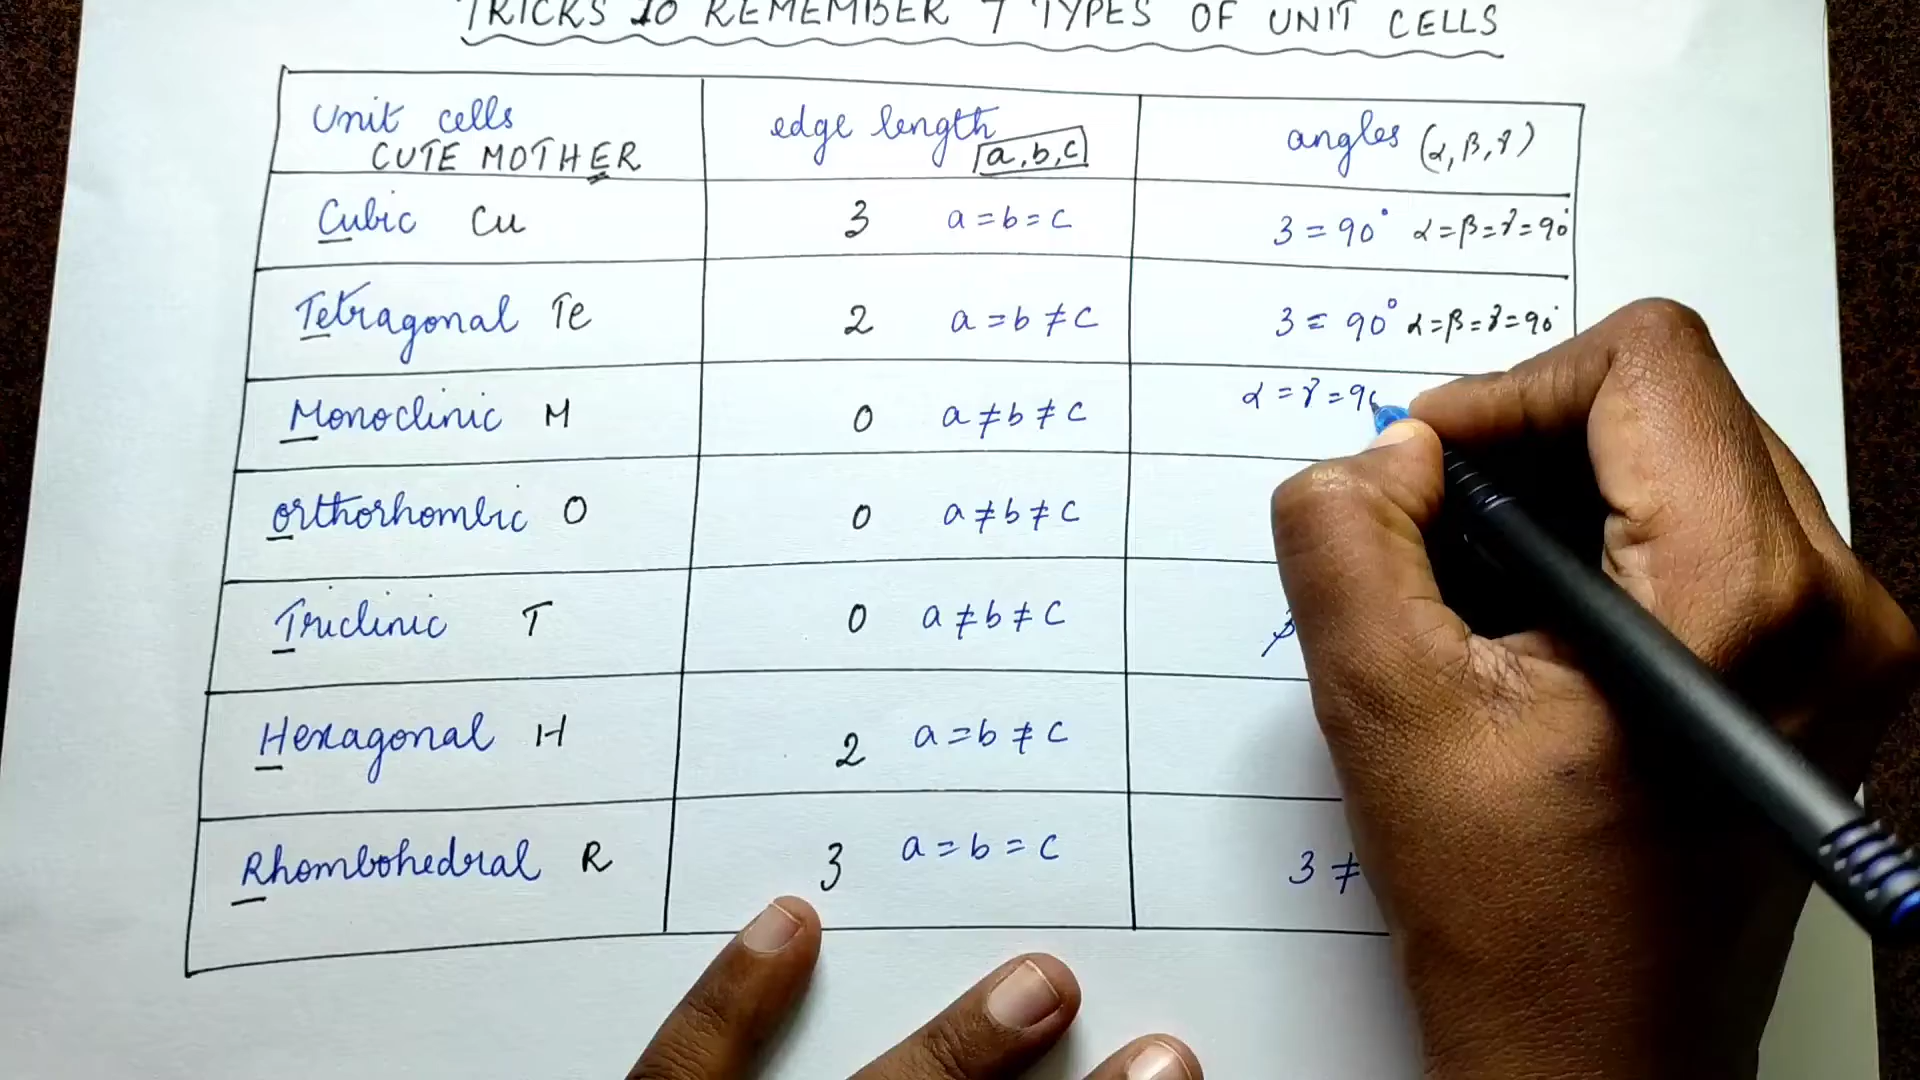 TRICKS TO REMEMBER 7 TYPES OF UNIT CELLS
Unit cells edge length angles (α, β, γ)
CUTE MOTHER a, b, c
Cubic Cu 3 a = b = c 3 = 90° α = β = γ = 90°
Tetragonal Te 2 a = b ≠ c 3 = 90° α = β = γ = 90°
Monoclinic M 0 a ≠ b ≠ c α = γ = 90
orthorhombic O 0 a ≠ b ≠ c
Triclinic T 0 a ≠ b ≠ c
Hexagonal H 2 a = b ≠ c
Rhombohedral R 3 a = b = c 3 ≠